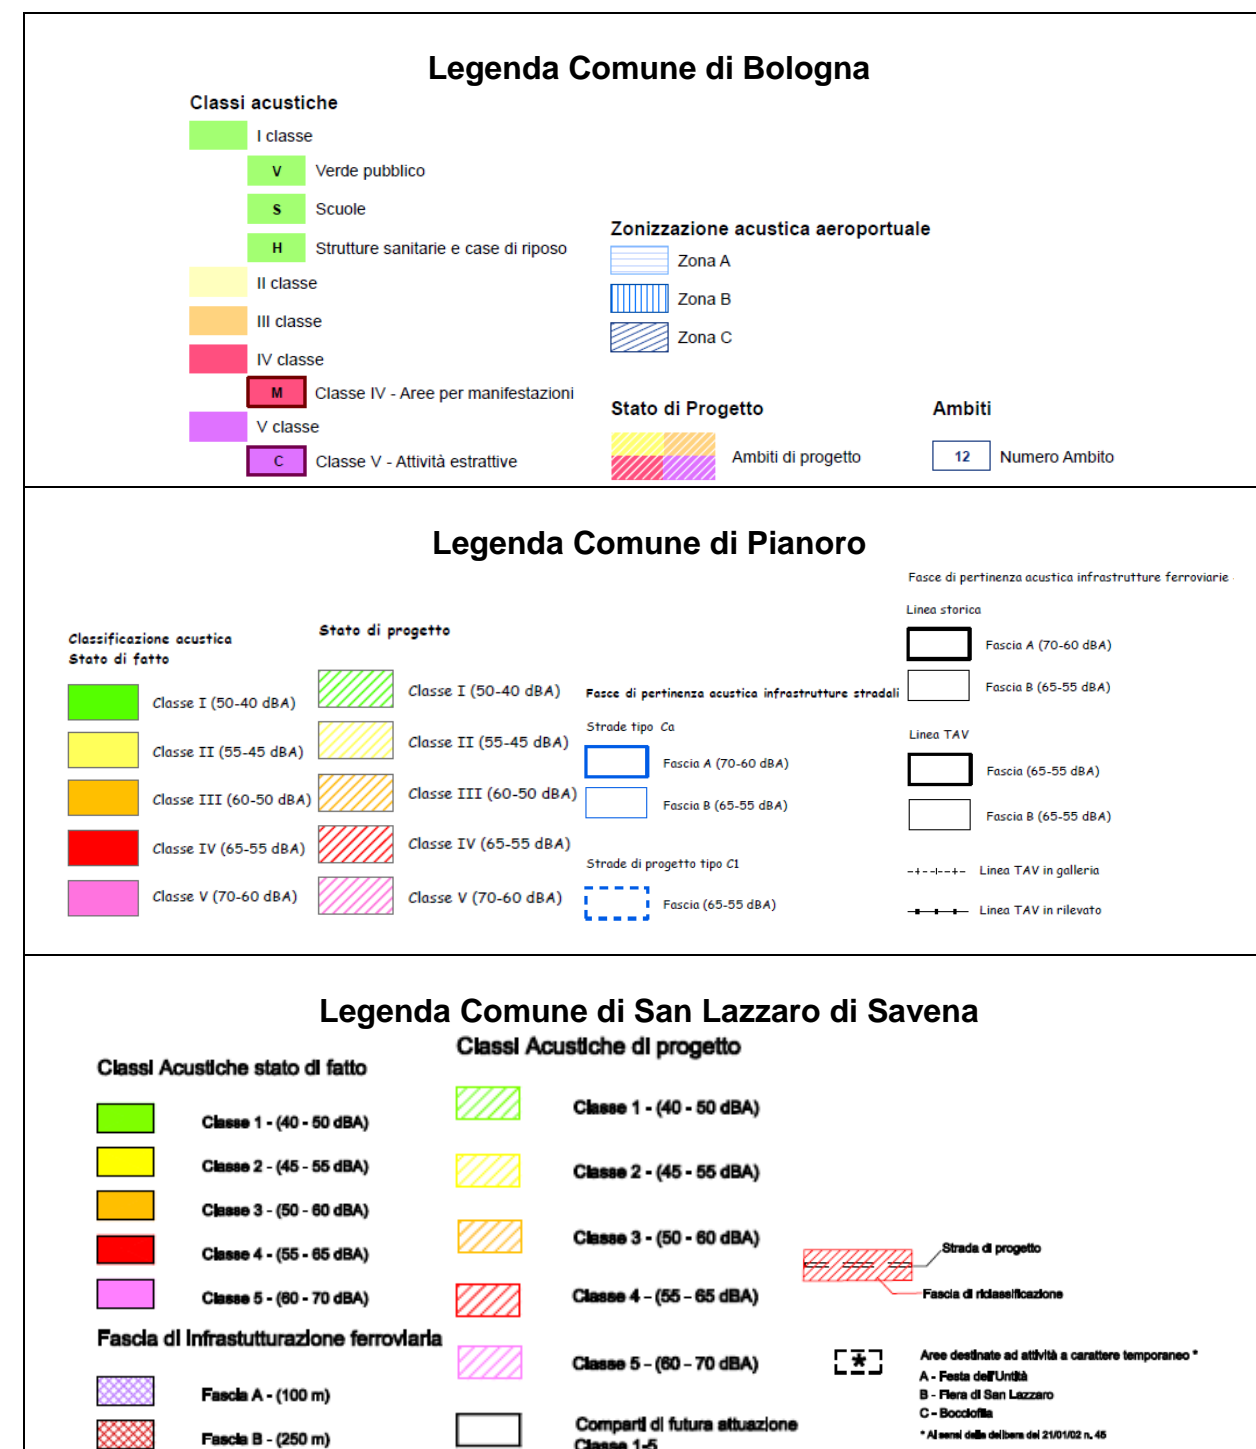 Legenda Comune di Bologna
Classi acustiche
I classe
V Verde pubblico
S Scuole
H Strutture sanitarie e case di riposo
II classe
III classe
IV classe
M Classe IV - Aree per manifestazioni
V classe
C Classe V - Attività estrattive
Zonizzazione acustica aeroportuale
Zona A
Zona B
Zona C
Stato di Progetto
Ambiti di progetto
Ambiti
12 Numero Ambito
Legenda Comune di Pianoro
Classificazione acustica
Stato di fatto
Classe I (50-40 dBA)
Classe II (55-45 dBA)
Classe III (60-50 dBA)
Classe IV (65-55 dBA)
Classe V (70-60 dBA)
Stato di progetto
Classe I (50-40 dBA)
Classe II (55-45 dBA)
Classe III (60-50 dBA)
Classe IV (65-55 dBA)
Classe V (70-60 dBA)
Fasce di pertinenza acustica infrastrutture stradali
Strade tipo Ca
Fascia A (70-60 dBA)
Fascia B (65-55 dBA)
Strade di progetto tipo C1
Fascia (65-55 dBA)
Fasce di pertinenza acustica infrastrutture ferroviarie
Linea storica
Fascia A (70-60 dBA)
Fascia B (65-55 dBA)
Linea TAV
Fascia (65-55 dBA)
Fascia B (65-55 dBA)
Linea TAV in galleria
Linea TAV in rilevato
Legenda Comune di San Lazzaro di Savena
Classi Acustiche stato di fatto
Classe 1 - (40 - 50 dBA)
Classe 2 - (45 - 55 dBA)
Classe 3 - (50 - 60 dBA)
Classe 4 - (55 - 65 dBA)
Classe 5 - (60 - 70 dBA)
Fascia di Infrastutturazione ferroviaria
Fascia A - (100 m)
Fascia B - (250 m)
Classi Acustiche di progetto
Classe 1 - (40 - 50 dBA)
Classe 2 - (45 - 55 dBA)
Classe 3 - (50 - 60 dBA)
Classe 4 - (55 - 65 dBA)
Classe 5 - (60 - 70 dBA)
Comparti di futura attuazione
Classe 1-5
Strada di progetto
Fascia di riclassificazione
* Aree destinate ad attività a carattere temporaneo *
A - Festa dell'Untità
B - Fiera di San Lazzaro
C - Bocciofila
* Ai sensi della delibera del 21/01/02 n. 45